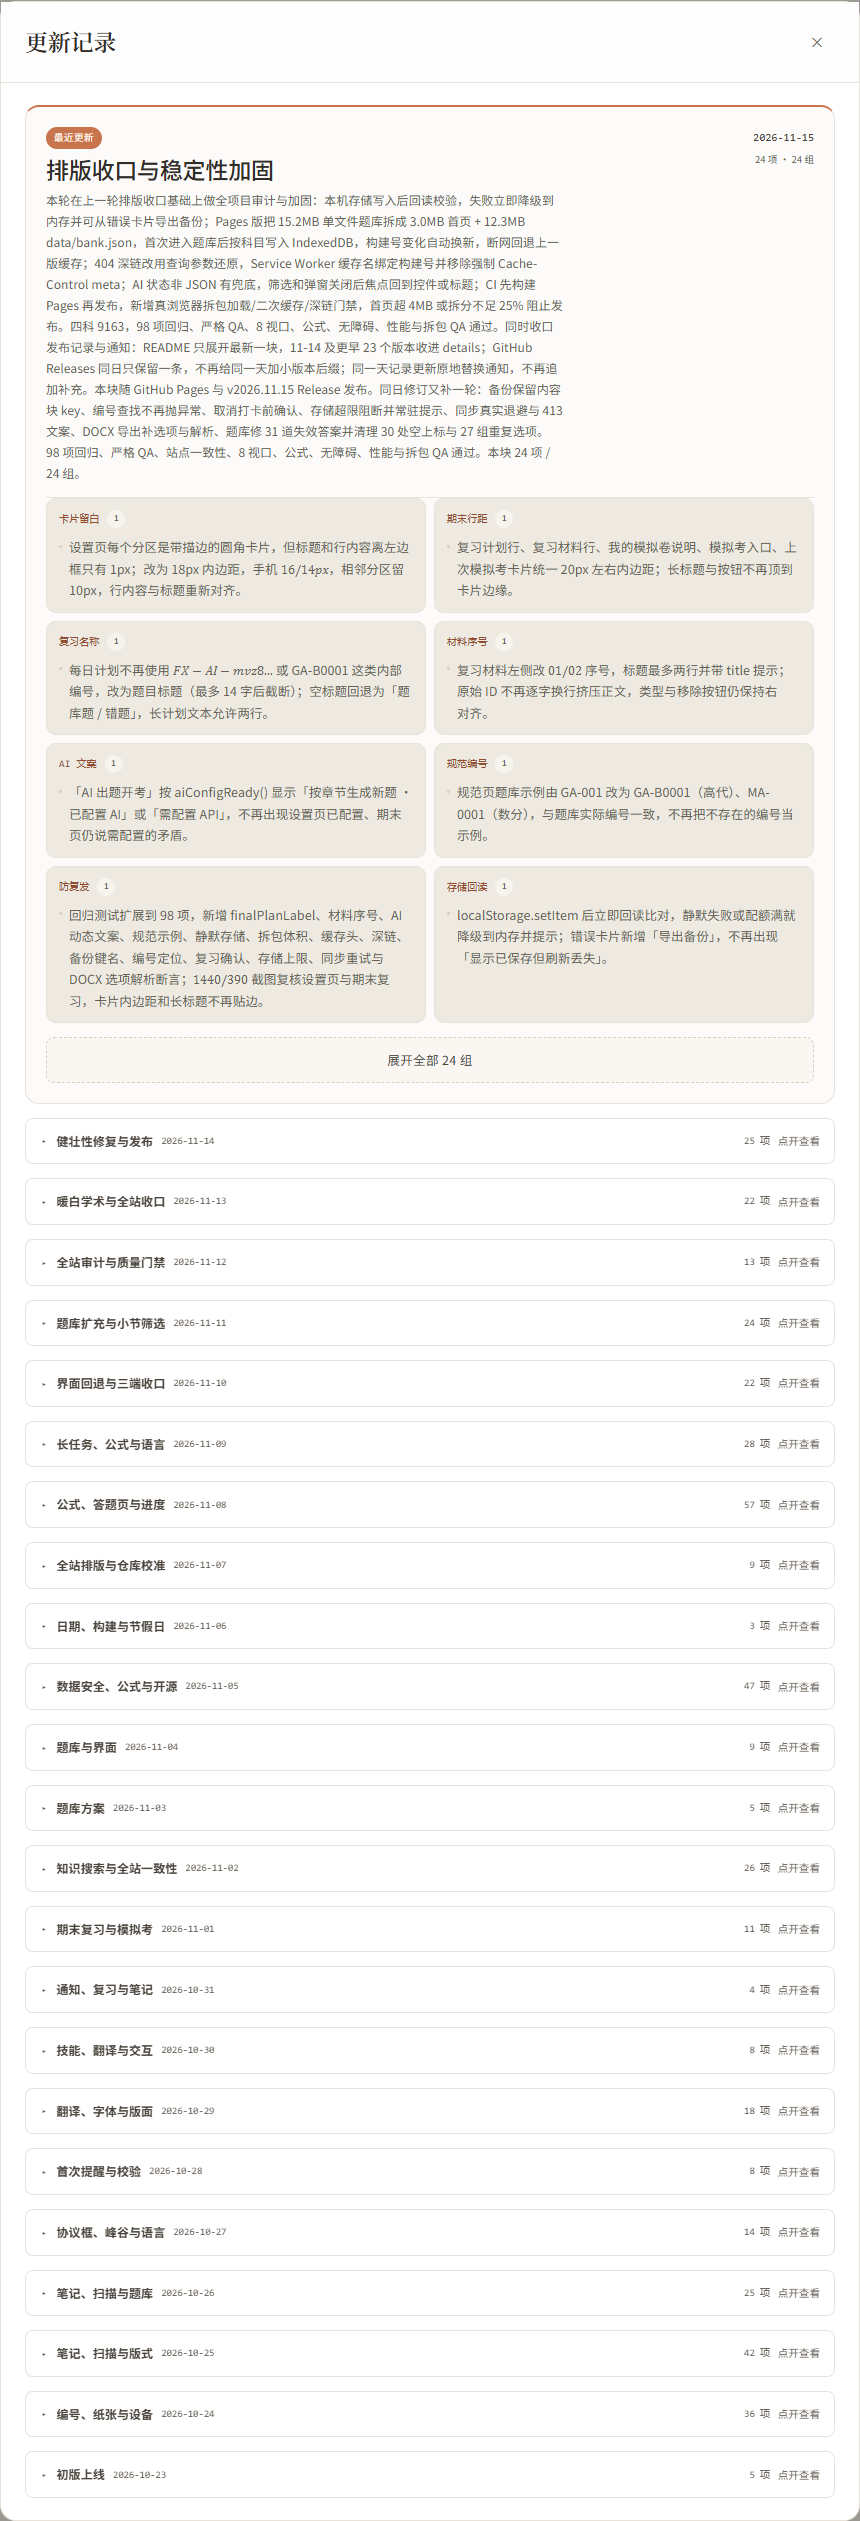 更新记录
×
最近更新
2026-11-15
排版收口与稳定性加固
24 项 · 24 组
本轮在上一轮排版收口基础上做全项目审计与加固：本机存储写入后回读校验，失败立即降级到
内存并可从错误卡片导出备份；Pages 版把 15.2MB 单文件题库拆成 3.0MB 首页 + 12.3MB
data/bank.json，首次进入题库后按科目写入 IndexedDB，构建号变化自动换新，断网回退上一
版缓存；404 深链改用查询参数还原，Service Worker 缓存名绑定构建号并移除强制 Cache-
Control meta；AI 状态非 JSON 有兜底，筛选和弹窗关闭后焦点回到控件或标题；CI 先构建
Pages 再发布，新增真浏览器拆包加载/二次缓存/深链门禁，首页超 4MB 或拆分不足 25% 阻止发
布。四科 9163，98 项回归、严格 QA、8 视口、公式、无障碍、性能与拆包 QA 通过。同时收口
发布记录与通知：README 只展开最新一块，11-14 及更早 23 个版本收进 details；GitHub
Releases 同日只保留一条，不再给同一天加小版本后缀；同一天记录更新原地替换通知，不再追
加补充。本块随 GitHub Pages 与 v2026.11.15 Release 发布。同日修订又补一轮：备份保留内容
块 key、编号查找不再抛异常、取消打卡前确认、存储超限阻断并常驻提示、同步真实退避与 413
文案、DOCX 导出补选项与解析、题库修 31 道失效答案并清理 30 处空上标与 27 组重复选项。
98 项回归、严格 QA、站点一致性、8 视口、公式、无障碍、性能与拆包 QA 通过。本块 24 项 /
24 组。
卡片留白 1
设置页每个分区是带描边的圆角卡片，但标题和行内容离左边
框只有 1px；改为 18px 内边距，手机 16/14px，相邻分区留
10px，行内容与标题重新对齐。
期末行距 1
复习计划行、复习材料行、我的模拟卷说明、模拟考入口、上
次模拟考卡片统一 20px 左右内边距；长标题与按钮不再顶到
卡片边缘。
复习名称 1
每日计划不再使用 FX − AI − mvz8... 或 GA-B0001 这类内部
编号，改为题目标题（最多 14 字后截断）；空标题回退为「题
库题 / 错题」，长计划文本允许两行。
材料序号 1
复习材料左侧改 01/02 序号，标题最多两行并带 title 提示；
原始 ID 不再逐字换行挤压正文，类型与移除按钮仍保持右
对齐。
AI 文案 1
「AI 出题开考」按 aiConfigReady() 显示「按章节生成新题 ·
已配置 AI」或「需配置 API」，不再出现设置页已配置、期末
页仍说需配置的矛盾。
规范编号 1
规范页题库示例由 GA-001 改为 GA-B0001（高代）、MA-
0001（数分），与题库实际编号一致，不再把不存在的编号当
示例。
防复发 1
回归测试扩展到 98 项，新增 finalPlanLabel、材料序号、AI
动态文案、规范示例、静默存储、拆包体积、缓存头、深链、
备份键名、编号定位、复习确认、存储上限、同步重试与
DOCX 选项解析断言；1440/390 截图复核设置页与期末复
习，卡片内边距和长标题不再贴边。
存储回读 1
localStorage.setItem 后立即回读比对，静默失败或配额满就
降级到内存并提示；错误卡片新增「导出备份」，不再出现
「显示已保存但刷新丢失」。
展开全部 24 组
▸ 健壮性修复与发布 2026-11-14 25 项 点开查看
▸ 暖白学术与全站收口 2026-11-13 22 项 点开查看
▸ 全站审计与质量门禁 2026-11-12 13 项 点开查看
▸ 题库扩充与小节筛选 2026-11-11 24 项 点开查看
▸ 界面回退与三端收口 2026-11-10 22 项 点开查看
▸ 长任务、公式与语言 2026-11-09 28 项 点开查看
▸ 公式、答题页与进度 2026-11-08 57 项 点开查看
▸ 全站排版与仓库校准 2026-11-07 9 项 点开查看
▸ 日期、构建与节假日 2026-11-06 3 项 点开查看
▸ 数据安全、公式与开源 2026-11-05 47 项 点开查看
▸ 题库与界面 2026-11-04 9 项 点开查看
▸ 题库方案 2026-11-03 5 项 点开查看
▸ 知识搜索与全站一致性 2026-11-02 26 项 点开查看
▸ 期末复习与模拟考 2026-11-01 11 项 点开查看
▸ 通知、复习与笔记 2026-10-31 4 项 点开查看
▸ 技能、翻译与交互 2026-10-30 8 项 点开查看
▸ 翻译、字体与版面 2026-10-29 18 项 点开查看
▸ 首次提醒与校验 2026-10-28 8 项 点开查看
▸ 协议框、峰谷与语言 2026-10-27 14 项 点开查看
▸ 笔记、扫描与题库 2026-10-26 25 项 点开查看
▸ 笔记、扫描与版式 2026-10-25 42 项 点开查看
▸ 编号、纸张与设备 2026-10-24 36 项 点开查看
▸ 初版上线 2026-10-23 5 项 点开查看